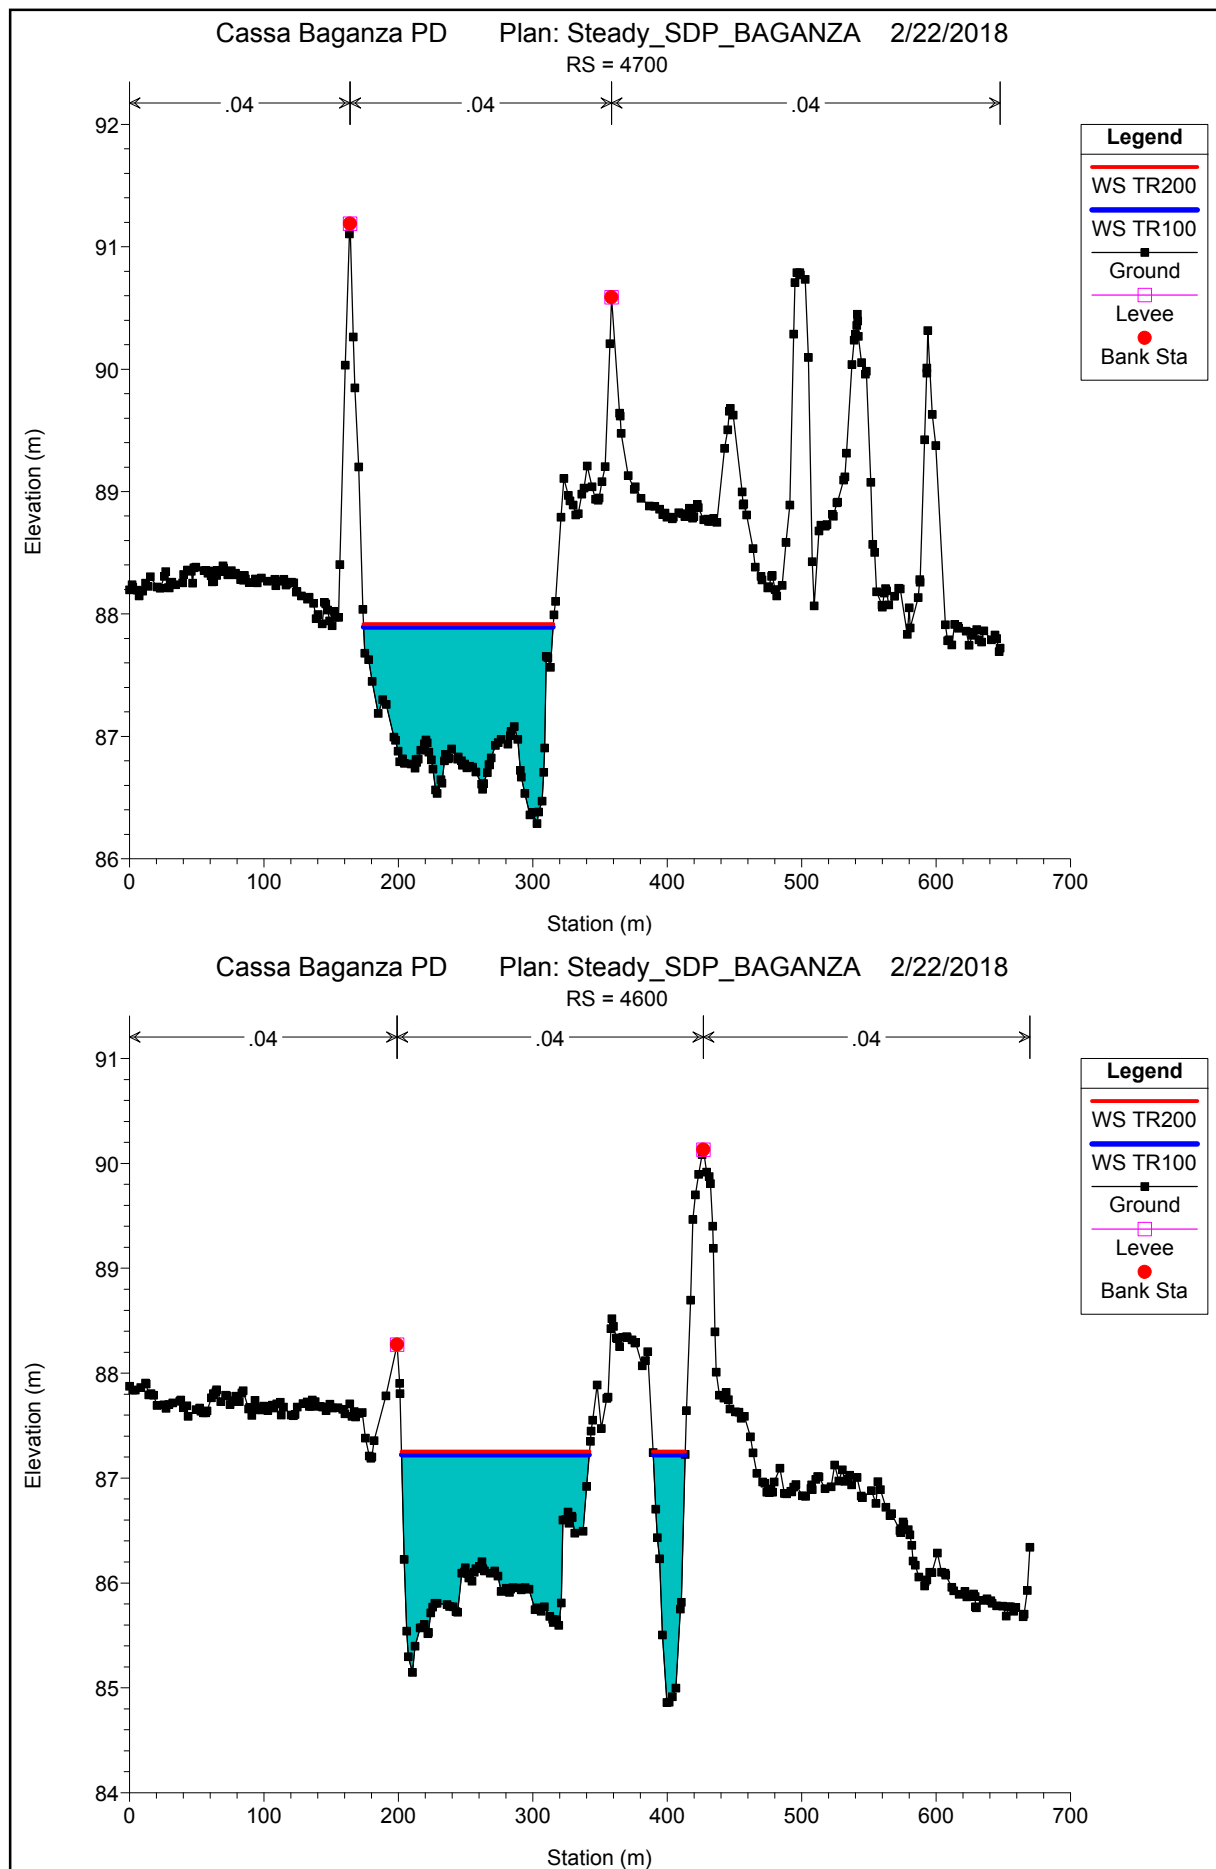 Cassa Baganza PD Plan: Steady_SDP_BAGANZA 2/22/2018
RS = 4700
.04 .04 .04
92
91
90
89
88
87
86
Elevation (m)
0 100 200 300 400 500 600 700
Station (m)
Legend
WS TR200
WS TR100
Ground
Levee
Bank Sta
Cassa Baganza PD Plan: Steady_SDP_BAGANZA 2/22/2018
RS = 4600
.04 .04 .04
91
90
89
88
87
86
85
84
Elevation (m)
0 100 200 300 400 500 600 700
Station (m)
Legend
WS TR200
WS TR100
Ground
Levee
Bank Sta